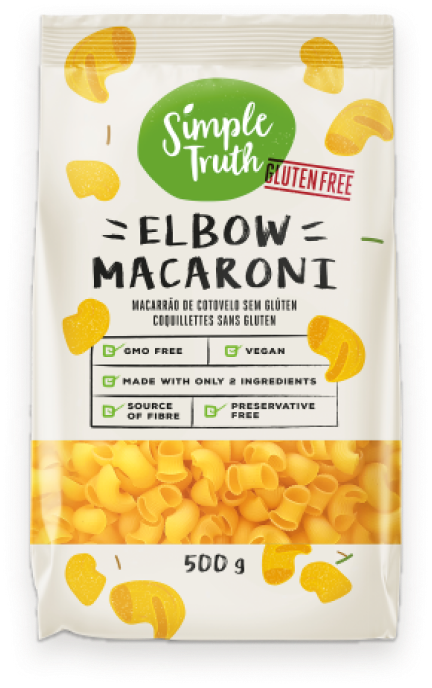 Simple
Truth
GLUTEN FREE
ELBOW
MACARONI
MACARRÃO DE COTOVELO SEM GLÚTEN
COQUILLETTES SANS GLUTEN
GMO FREE
VEGAN
MADE WITH ONLY 2 INGREDIENTS
SOURCE
OF FIBRE
PRESERVATIVE
FREE
500 g